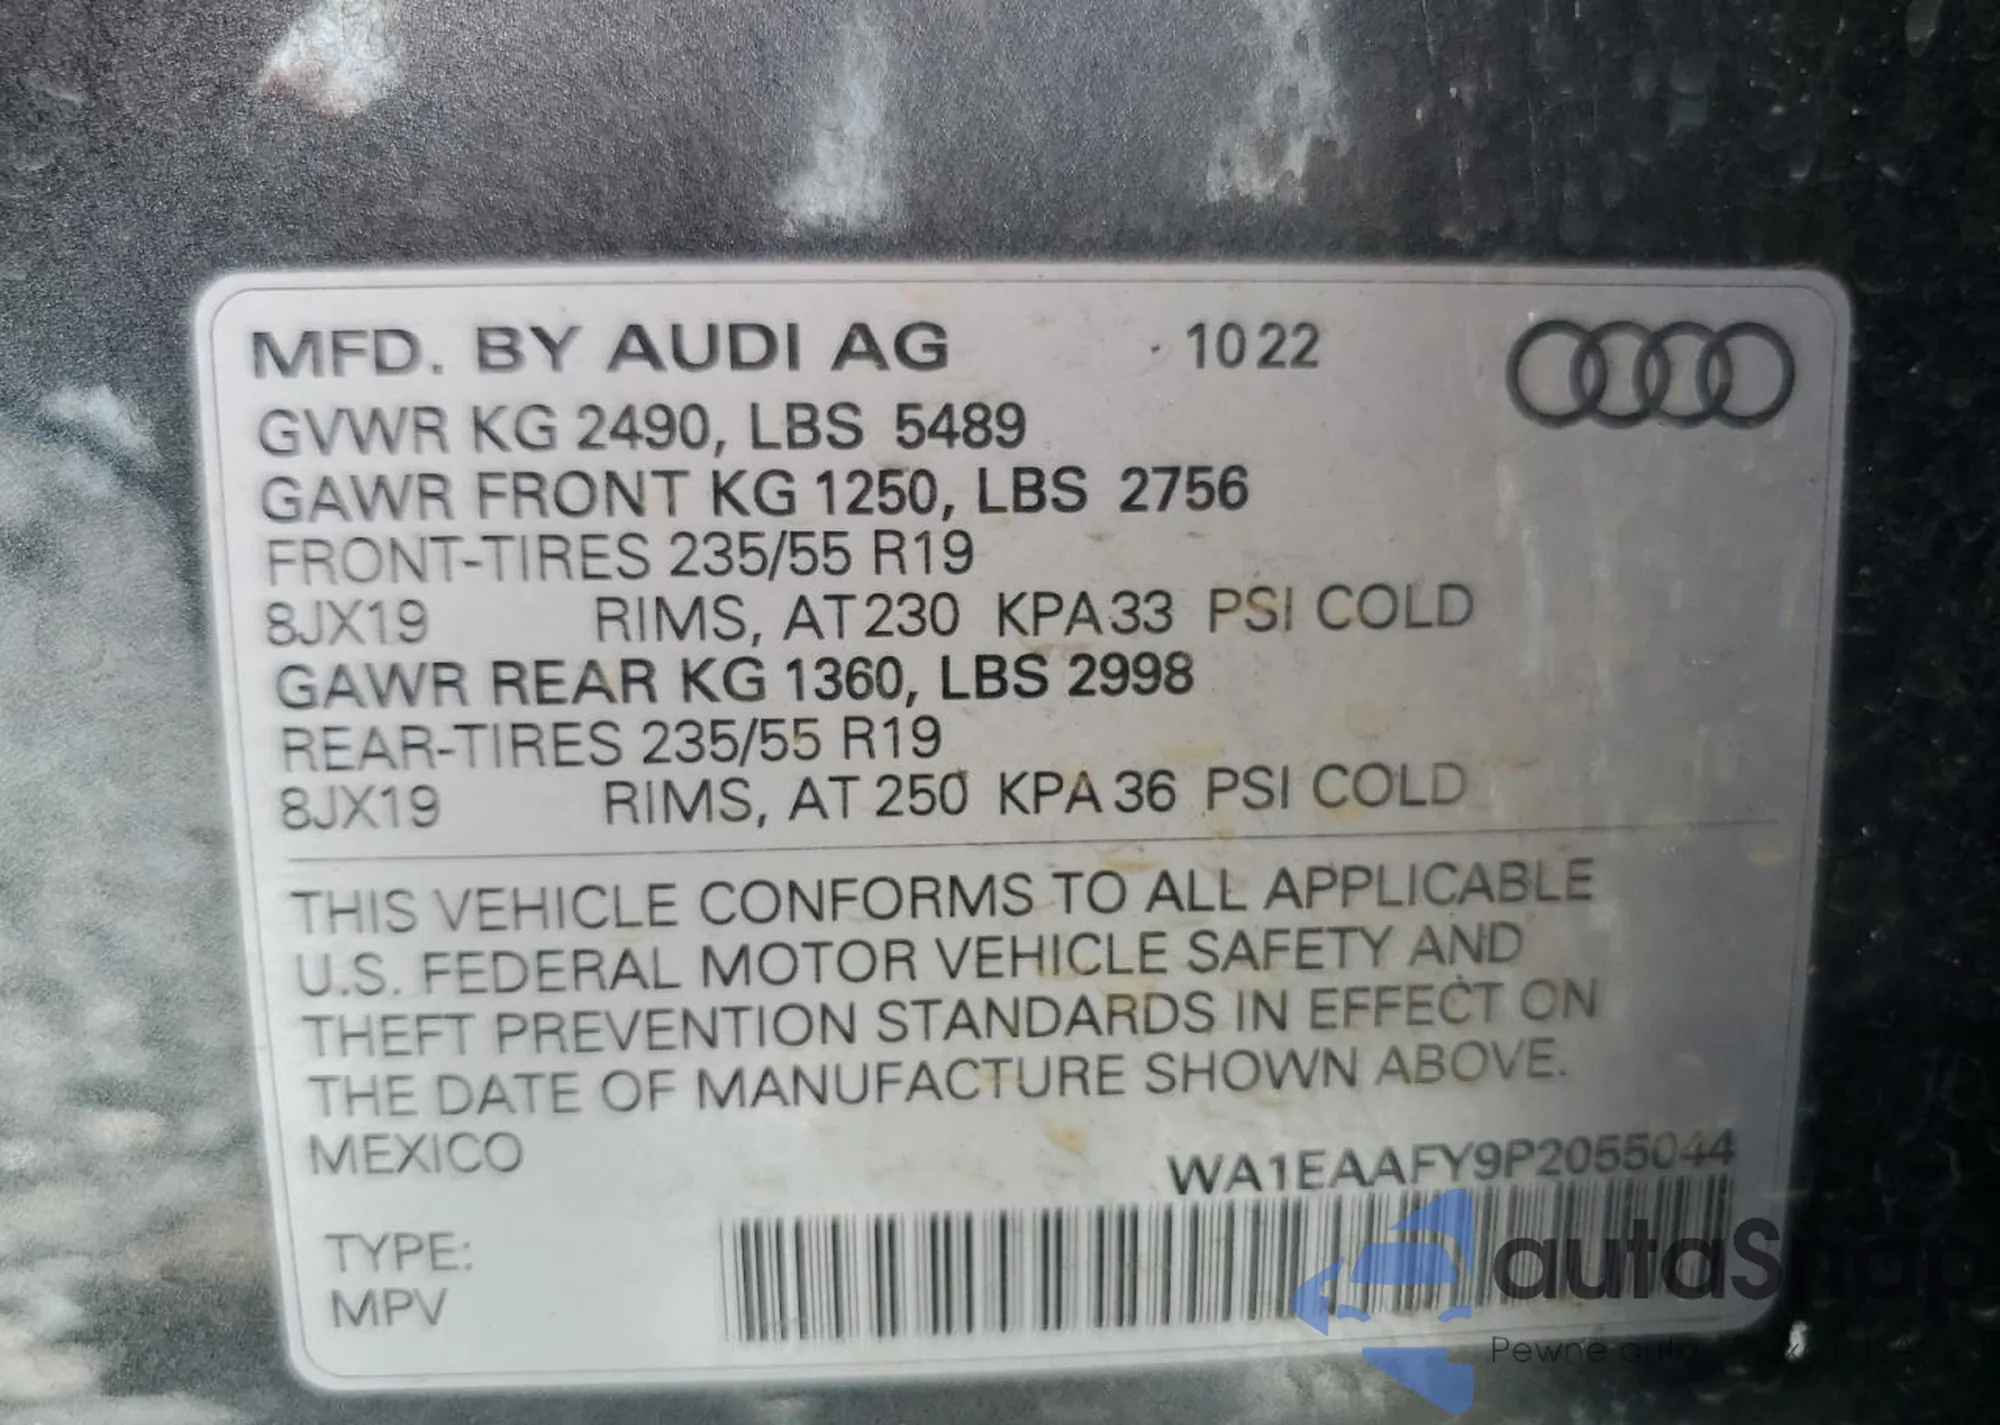 MFD. BY AUDI AG 1022
GVWR KG 2490, LBS 5489
GAWR FRONT KG 1250, LBS 2756
FRONT-TIRES 235/55 R19
8JX19 RIMS, AT 230 KPA 33 PSI COLD
GAWR REAR KG 1360, LBS 2998
REAR-TIRES 235/55 R19
8JX19 RIMS, AT 250 KPA 36 PSI COLD
THIS VEHICLE CONFORMS TO ALL APPLICABLE
U.S. FEDERAL MOTOR VEHICLE SAFETY AND
THEFT PREVENTION STANDARDS IN EFFECT ON
THE DATE OF MANUFACTURE SHOWN ABOVE.
MEXICO
WA1EAAFY9P2055044
TYPE:
MPV
autaSnap
Pewne